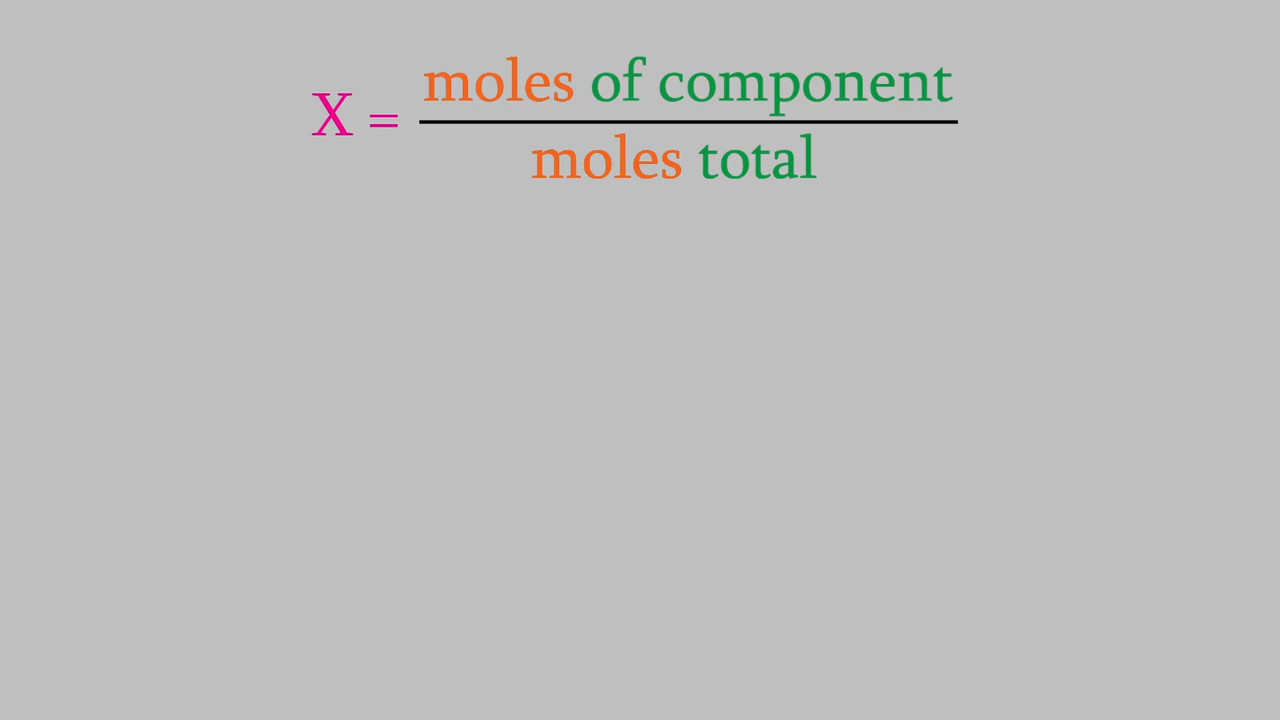 moles of component
X =
moles total